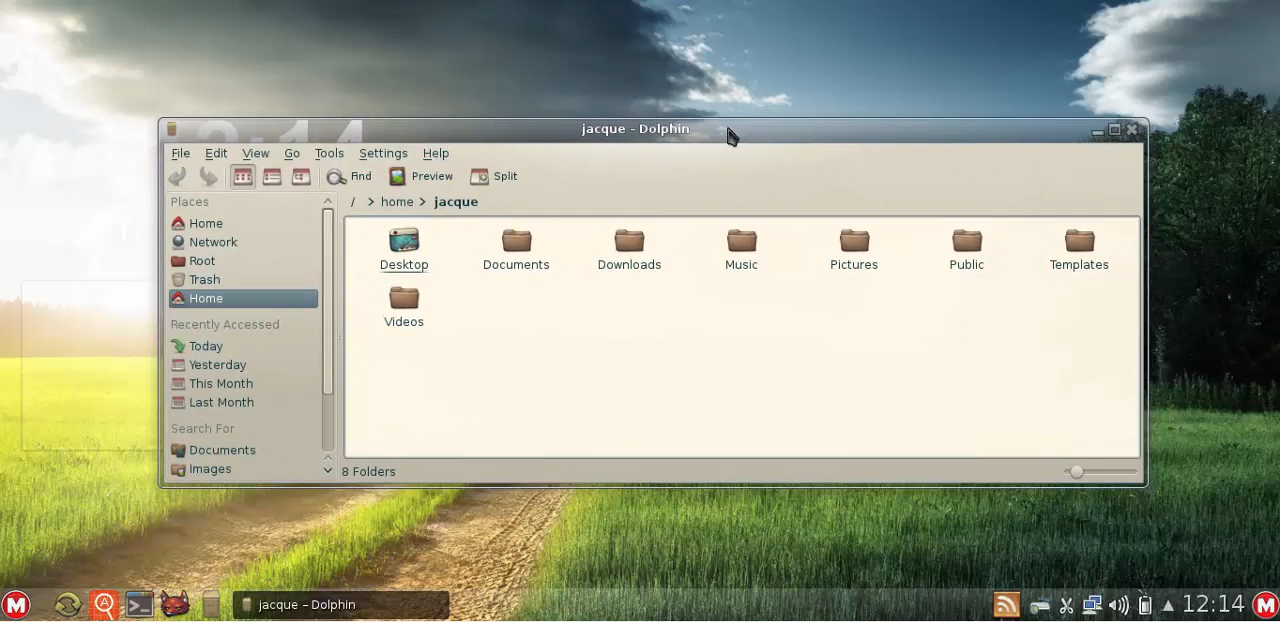 jacque - Dolphin
File Edit View Go Tools Settings Help
Find Preview Split
Places
/ > home > jacque
Home
Network
Root
Trash
Home
Recently Accessed
Today
Yesterday
This Month
Last Month
Search For
Documents
Images
Desktop Documents Downloads Music Pictures Public Templates
Videos
8 Folders
M
jacque - Dolphin
12:14
M